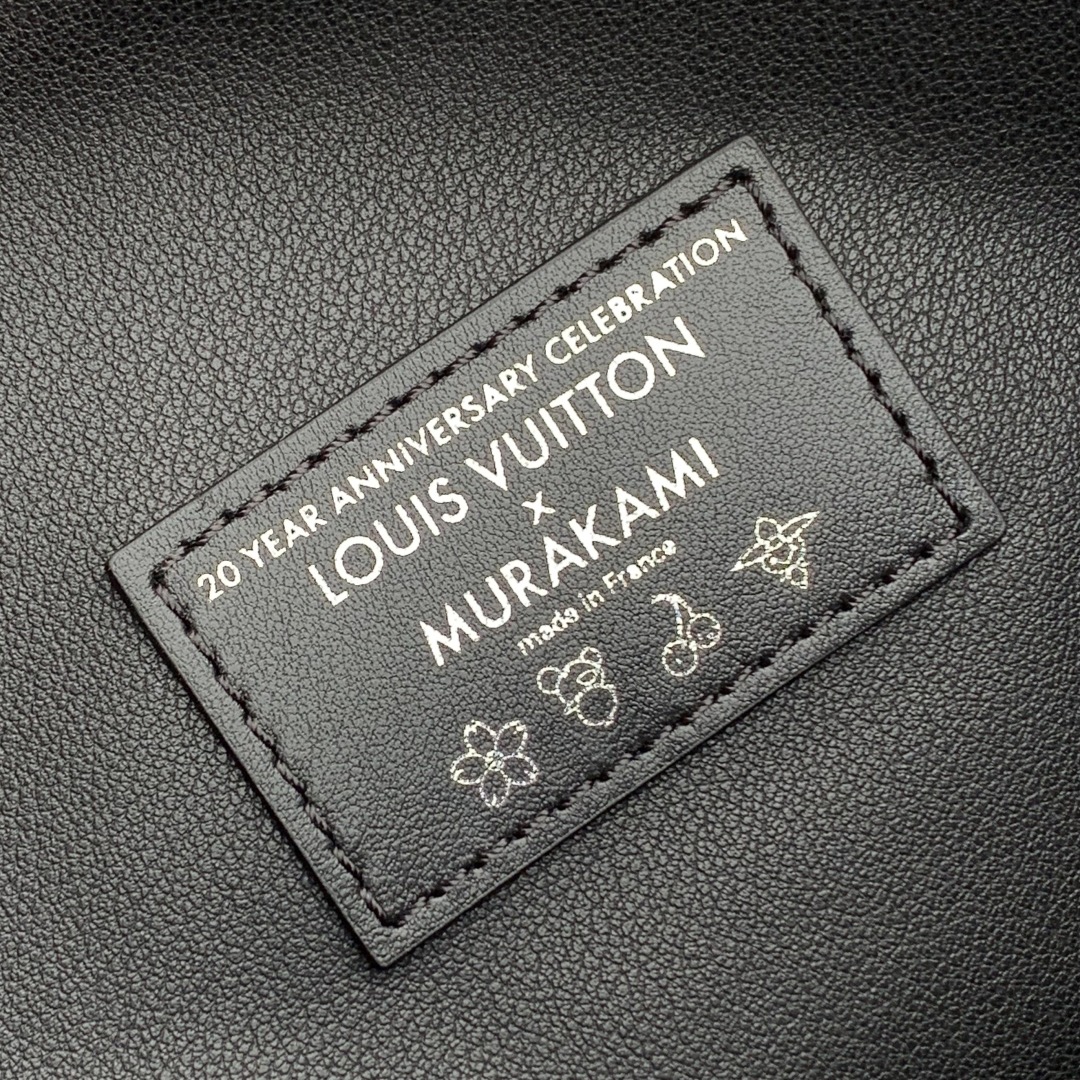 20 YEAR ANNIVERSARY CELEBRATION
LOUIS VUITTON
x
MURAKAMI
made in France